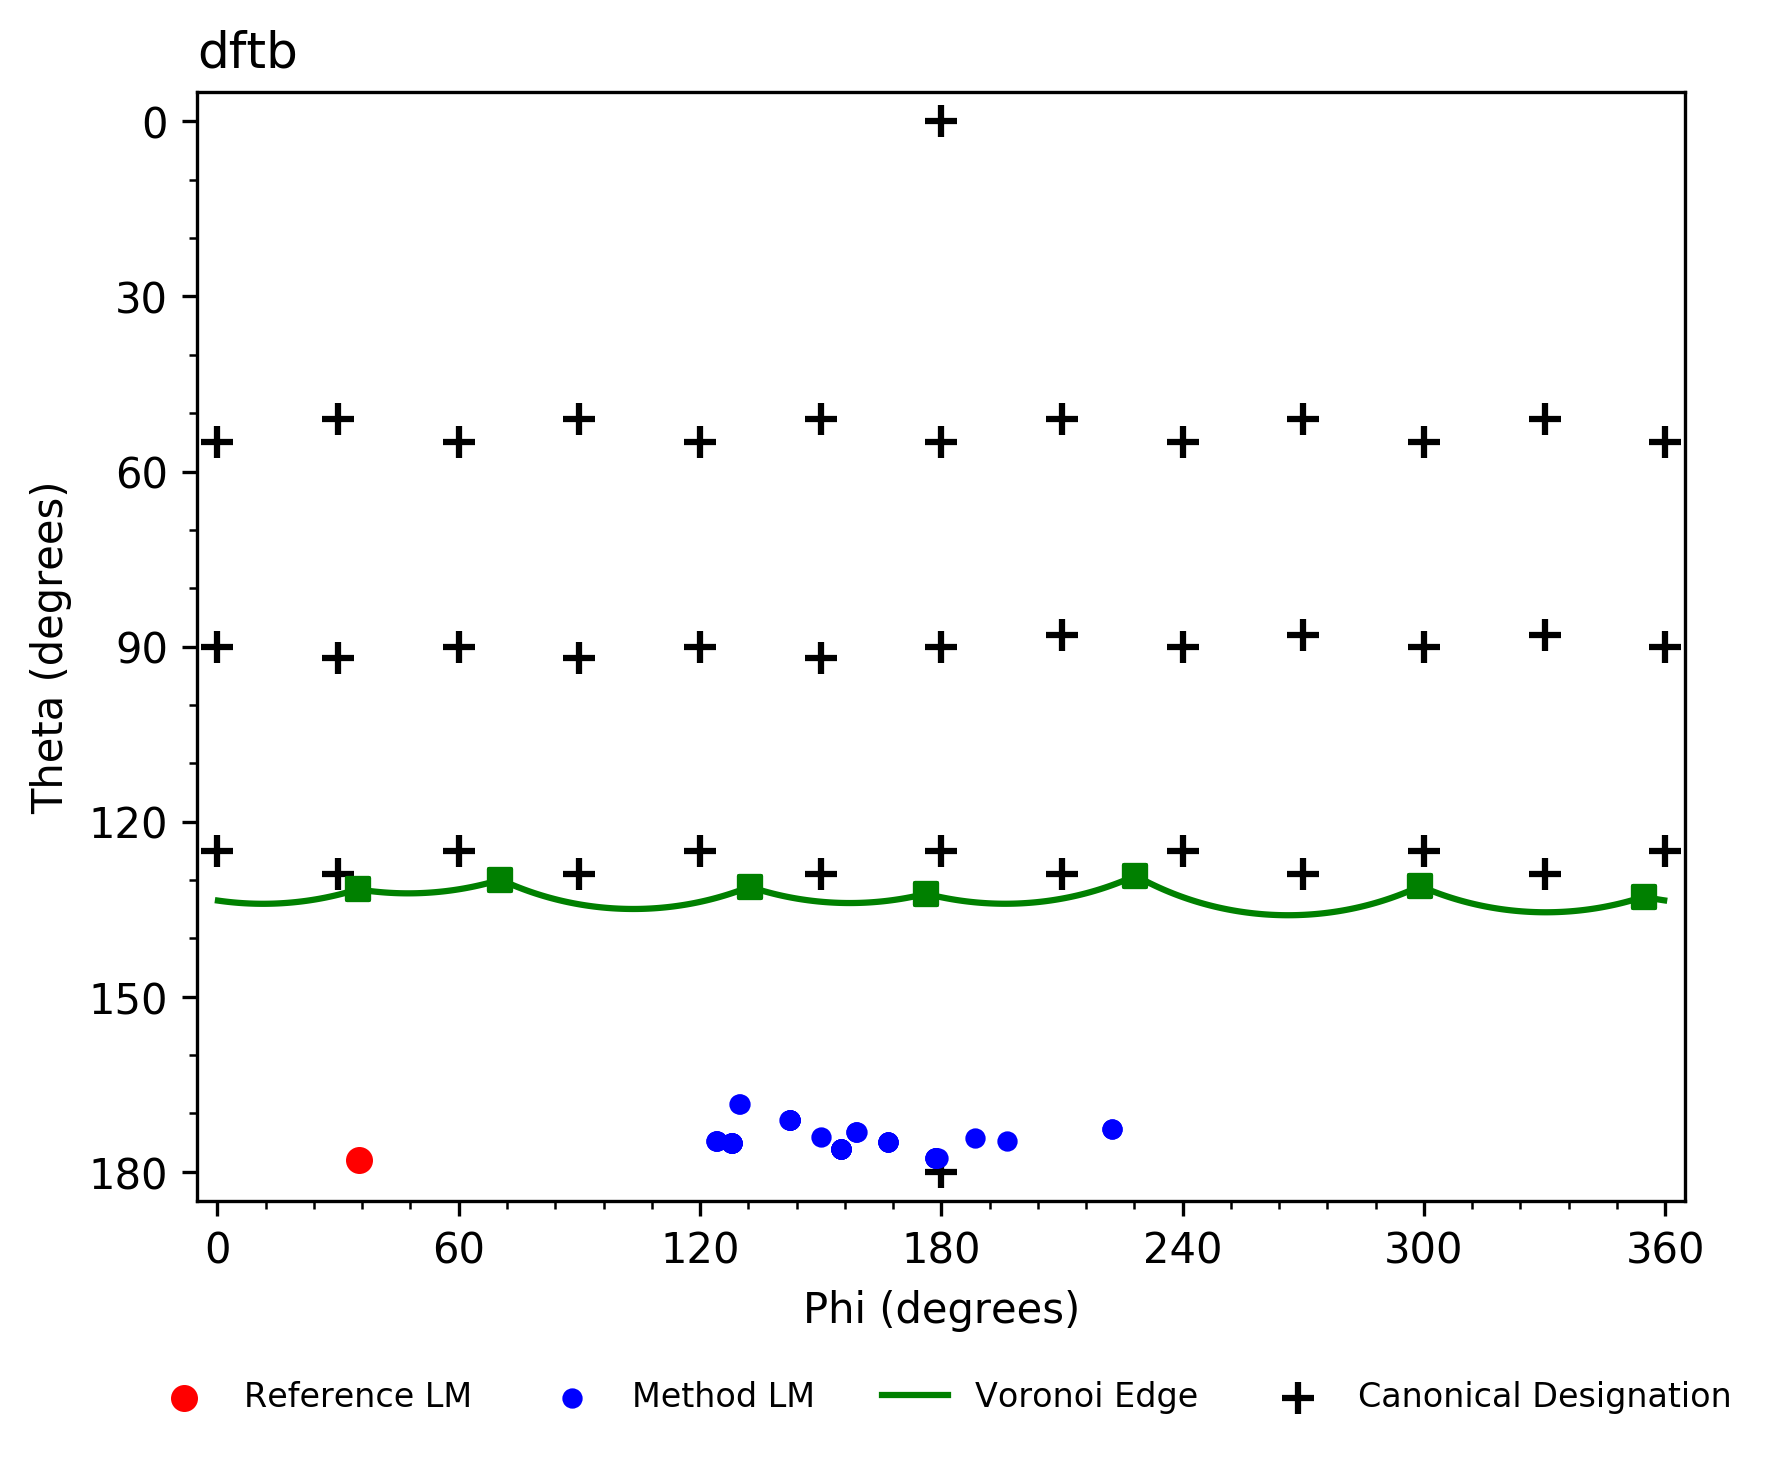 dftb
0
30
60
90
120
150
180
Theta (degrees)
0 60 120 180 240 300 360
Phi (degrees)
Reference LM Method LM Voronoi Edge Canonical Designation